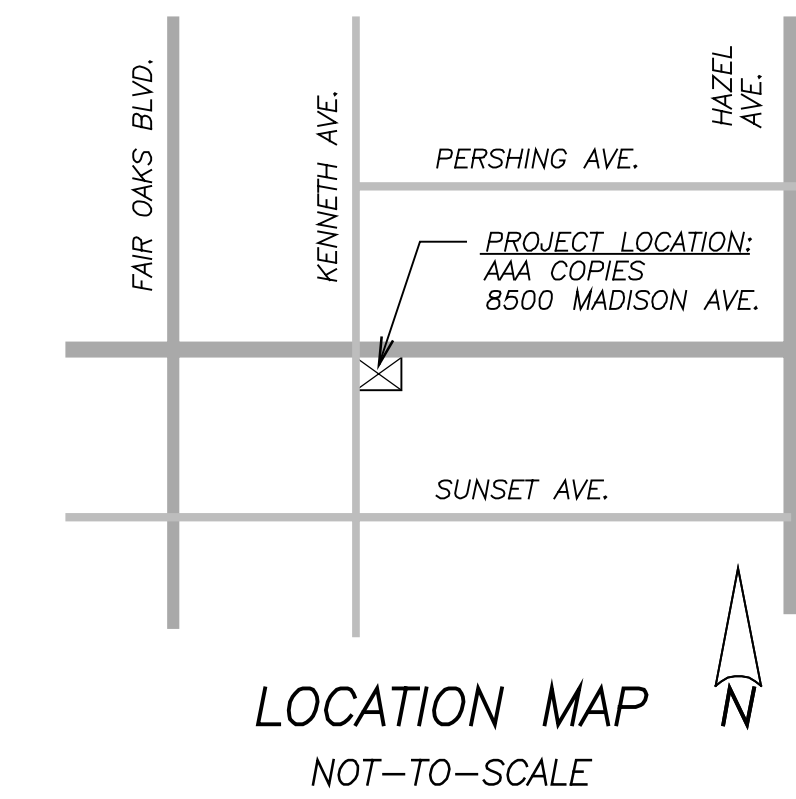 FAIR OAKS BLVD.
KENNETH AVE.
HAZEL
AVE.
PERSHING AVE.
PROJECT LOCATION:
AAA COPIES
8500 MADISON AVE.
SUNSET AVE.
LOCATION MAP
N
NOT-TO-SCALE